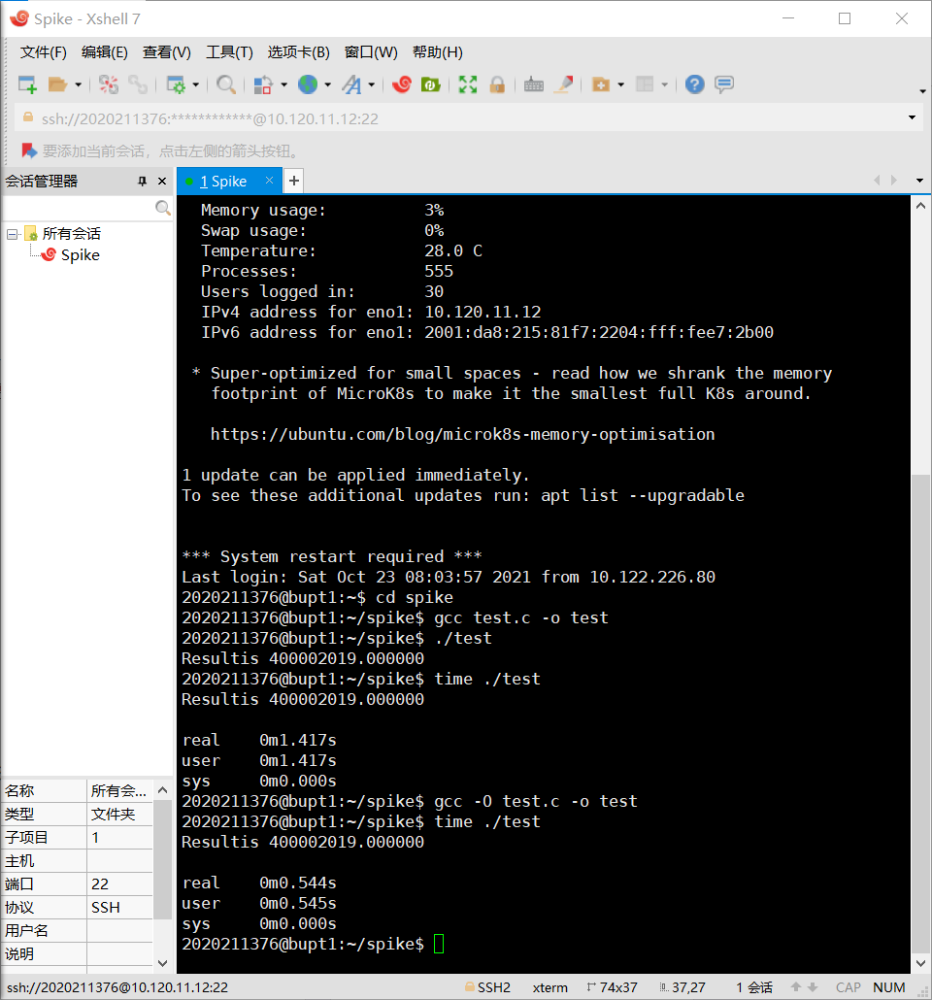 Spike - Xshell 7
文件(F) 编辑(E) 查看(V) 工具(T) 选项卡(B) 窗口(W) 帮助(H)
ssh://2020211376:************@10.120.11.12:22
要添加当前会话，点击左侧的箭头按钮。
会话管理器
所有会话
Spike
名称 所有会...
类型 文件夹
子项目 1
主机
端口 22
协议 SSH
用户名
说明
1 Spike
Memory usage: 3%
Swap usage: 0%
Temperature: 28.0 C
Processes: 555
Users logged in: 30
IPv4 address for eno1: 10.120.11.12
IPv6 address for eno1: 2001:da8:215:81f7:2204:fff:fee7:2b00
* Super-optimized for small spaces - read how we shrank the memory
footprint of MicroK8s to make it the smallest full K8s around.
https://ubuntu.com/blog/microk8s-memory-optimisation
1 update can be applied immediately.
To see these additional updates run: apt list --upgradable
*** System restart required ***
Last login: Sat Oct 23 08:03:57 2021 from 10.122.226.80
2020211376@bupt1:~$ cd spike
2020211376@bupt1:~/spike$ gcc test.c -o test
2020211376@bupt1:~/spike$ ./test
Resultis 400002019.000000
2020211376@bupt1:~/spike$ time ./test
Resultis 400002019.000000
real 0m1.417s
user 0m1.417s
sys 0m0.000s
2020211376@bupt1:~/spike$ gcc -O test.c -o test
2020211376@bupt1:~/spike$ time ./test
Resultis 400002019.000000
real 0m0.544s
user 0m0.545s
sys 0m0.000s
2020211376@bupt1:~/spike$
ssh://2020211376@10.120.11.12:22 SSH2 xterm 74x37 37,27 1 会话 CAP NUM